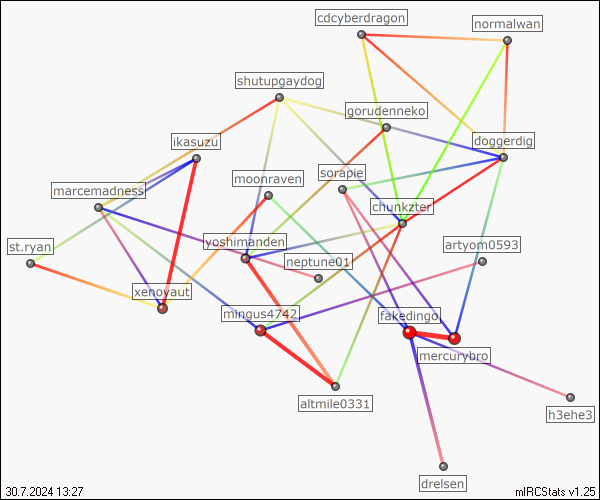 cdcyberdragon
normalwan
shutupgaydog
gorudenneko
ikasuzu
doggerdig
moonraven
sorapie
marcemadness
chunkzter
st.ryan
yoshimanden
artyom0593
neptune01
xenoyaut
mingus4742
fakedingo
mercurybro
altmile0331
h3ehe3
drelsen
30.7.2024 13:27
mIRCStats v1.25